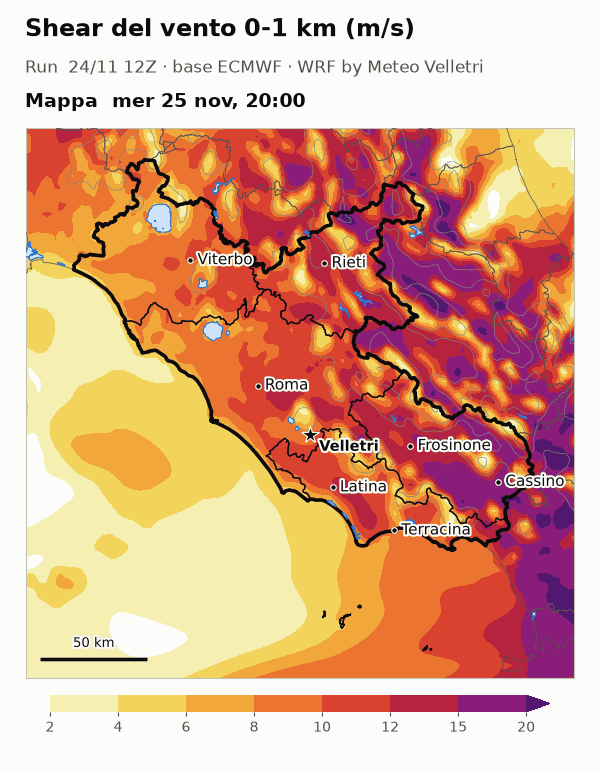 Shear del vento 0-1 km (m/s)
Run  24/11 12Z · base ECMWF · WRF by Meteo Velletri
Mappa  mer 25 nov, 20:00
Viterbo
Rieti
Roma
Velletri
Frosinone
Cassino
Latina
Terracina
50 km
2 4 6 8 10 12 15 20